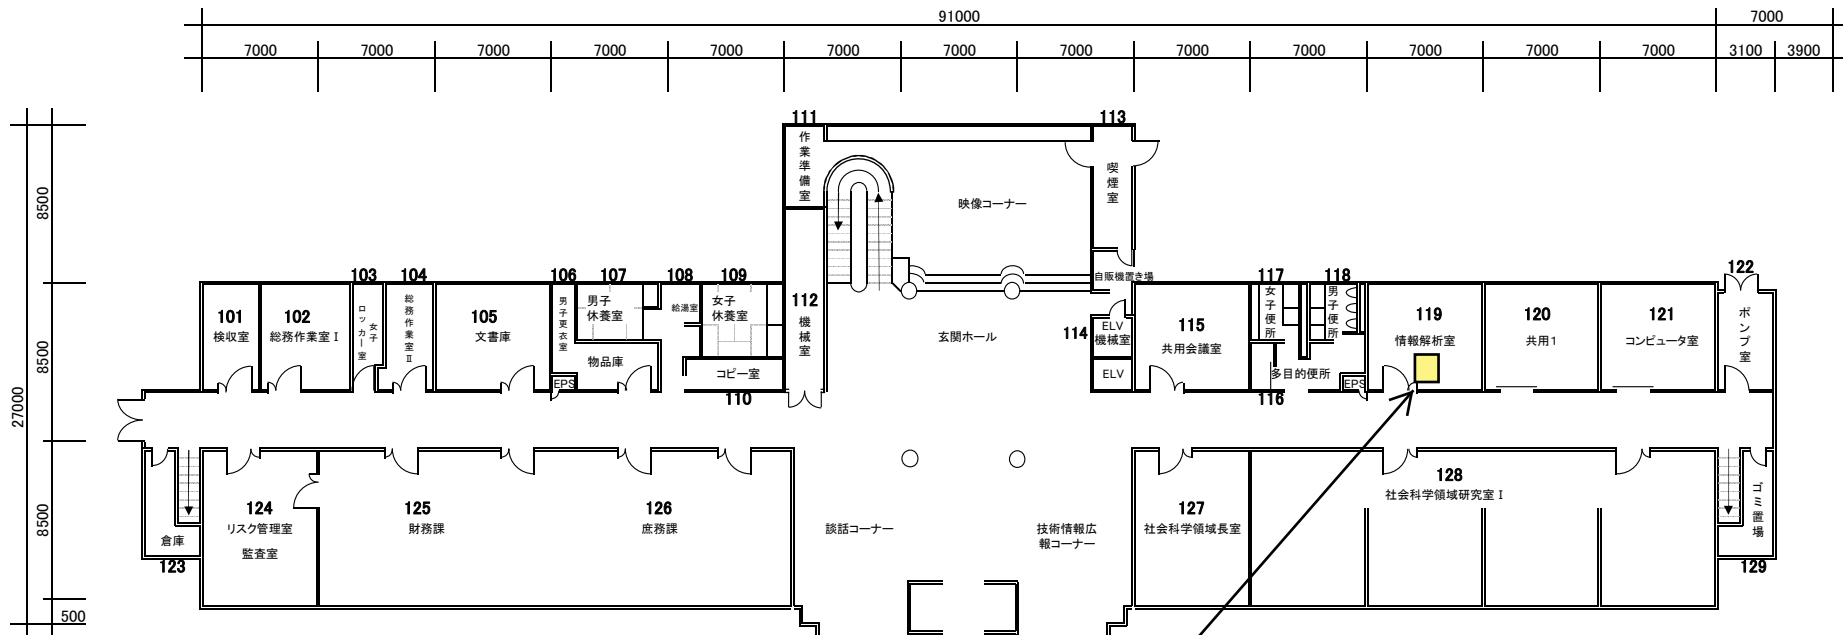 91000
7000
7000
7000
7000
7000
7000
7000
7000
7000
7000
7000
7000
7000
7000
3100
3900
27000
8500
8500
8500
500
111
作業準備室
113
喫煙室
映像コーナー
自販機置き場
101
検収室
102
総務作業室Ⅰ
103
女子
ロッカー室
104
総務作業室Ⅱ
105
文書庫
106
男子更衣室
EPS
107
男子
休養室
物品庫
108
給湯室
109
女子
休養室
コピー室
110
112
機械室
玄関ホール
114
ELV
機械室
ELV
115
共用会議室
117
女子便所
118
男子便所
多目的便所
116
EPS
119
情報解析室
120
共用1
121
コンピュータ室
122
ポンプ室
倉庫
123
124
リスク管理室
監査室
125
財務課
126
庶務課
談話コーナー
技術情報広
報コーナー
127
社会科学領域長室
128
社会科学領域研究室Ⅰ
ゴミ置場
129